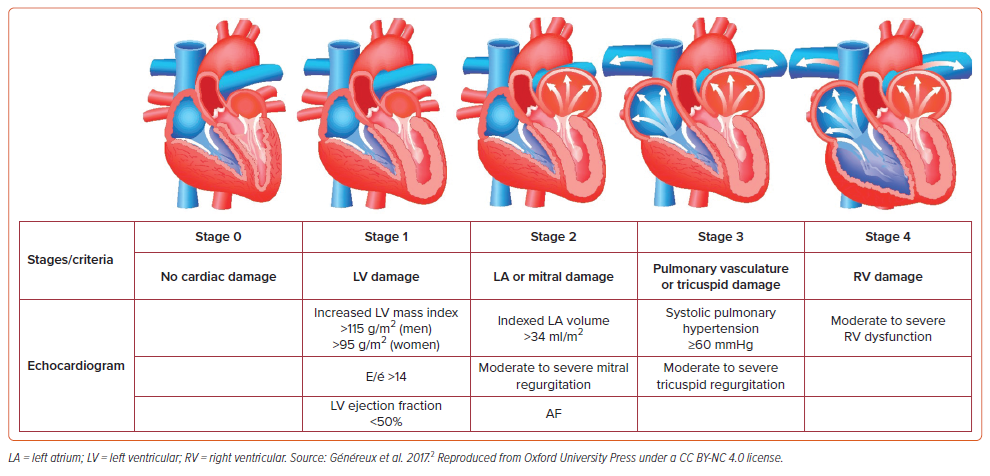 Stages/criteria
Stage 0
Stage 1
Stage 2
Stage 3
Stage 4
No cardiac damage
LV damage
LA or mitral damage
Pulmonary vasculature
or tricuspid damage
RV damage
Echocardiogram
Increased LV mass index
>115 g/m² (men)
>95 g/m² (women)
Indexed LA volume
>34 ml/m²
Systolic pulmonary
hypertension
≥60 mmHg
Moderate to severe
RV dysfunction
E/é >14
Moderate to severe mitral
regurgitation
Moderate to severe
tricuspid regurgitation
LV ejection fraction
<50%
AF
LA = left atrium; LV = left ventricular; RV = right ventricular. Source: Généreux et al. 2017.² Reproduced from Oxford University Press under a CC BY-NC 4.0 license.